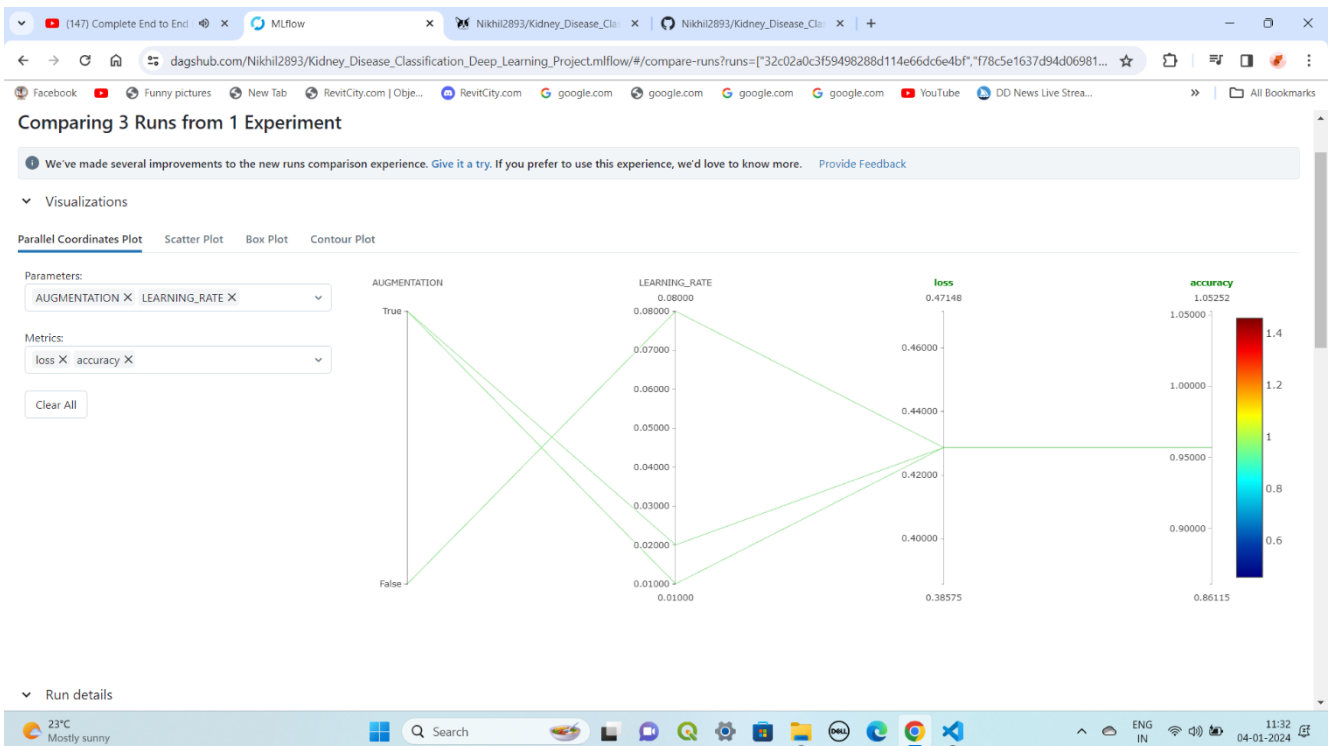 (147) Complete End to End
MLflow
Nikhil2893/Kidney_Disease_Clas
Nikhil2893/Kidney_Disease_Clas
dagshub.com/Nikhil2893/Kidney_Disease_Classification_Deep_Learning_Project.mlflow/#/compare-runs?runs=["32c02a0c3f59498288d114e66dc6e4bf","f78c5e1637d94d06981...
Facebook
Funny pictures
New Tab
RevitCity.com | Obje...
RevitCity.com
google.com
google.com
google.com
google.com
YouTube
DD News Live Strea...
»
All Bookmarks
Comparing 3 Runs from 1 Experiment
We've made several improvements to the new runs comparison experience. Give it a try. If you prefer to use this experience, we'd love to know more. Provide Feedback
Visualizations
Parallel Coordinates Plot Scatter Plot Box Plot Contour Plot
Parameters:
AUGMENTATION LEARNING_RATE
Metrics:
loss accuracy
Clear All
AUGMENTATION
True
False
LEARNING_RATE
0.08000
0.08000
0.07000
0.06000
0.05000
0.04000
0.03000
0.02000
0.01000
0.01000
loss
0.47148
0.46000
0.44000
0.42000
0.40000
0.38575
accuracy
1.05252
1.05000
1.00000
0.95000
0.90000
0.86115
1.4
1.2
1
0.8
0.6
Run details
23°C
Mostly sunny
Search
DELL
ENG
IN
11:32
04-01-2024